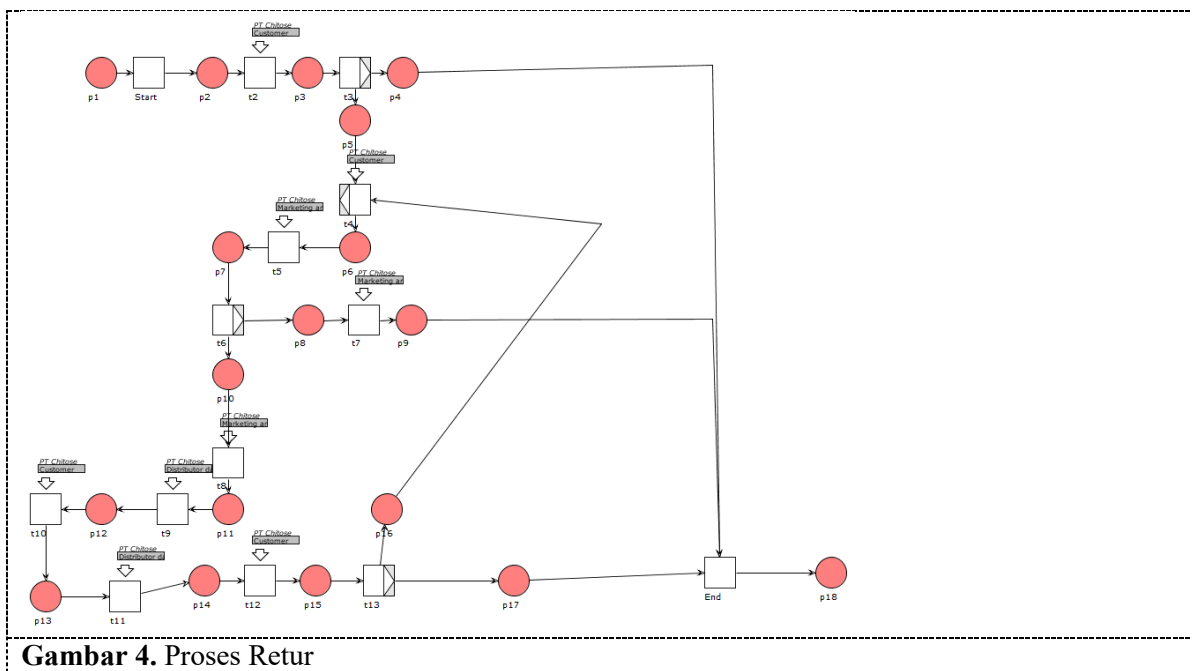 PT Chitose
Customer
p1
Start
p2
t2
p3
t3
p4
p5
PT Chitose
Customer
PT Chitose
Marketing ar
t4
p7
t5
p6
PT Chitose
Marketing ar
t6
p8
t7
p9
p10
PT Chitose
Marketing ar
PT Chitose
Customer
PT Chitose
Distributor da
t8
t10
p12
t9
p11
p16
PT Chitose
Distributor da
PT Chitose
Customer
p13
t11
p14
t12
p15
t13
p17
End
p18
Gambar 4. Proses Retur